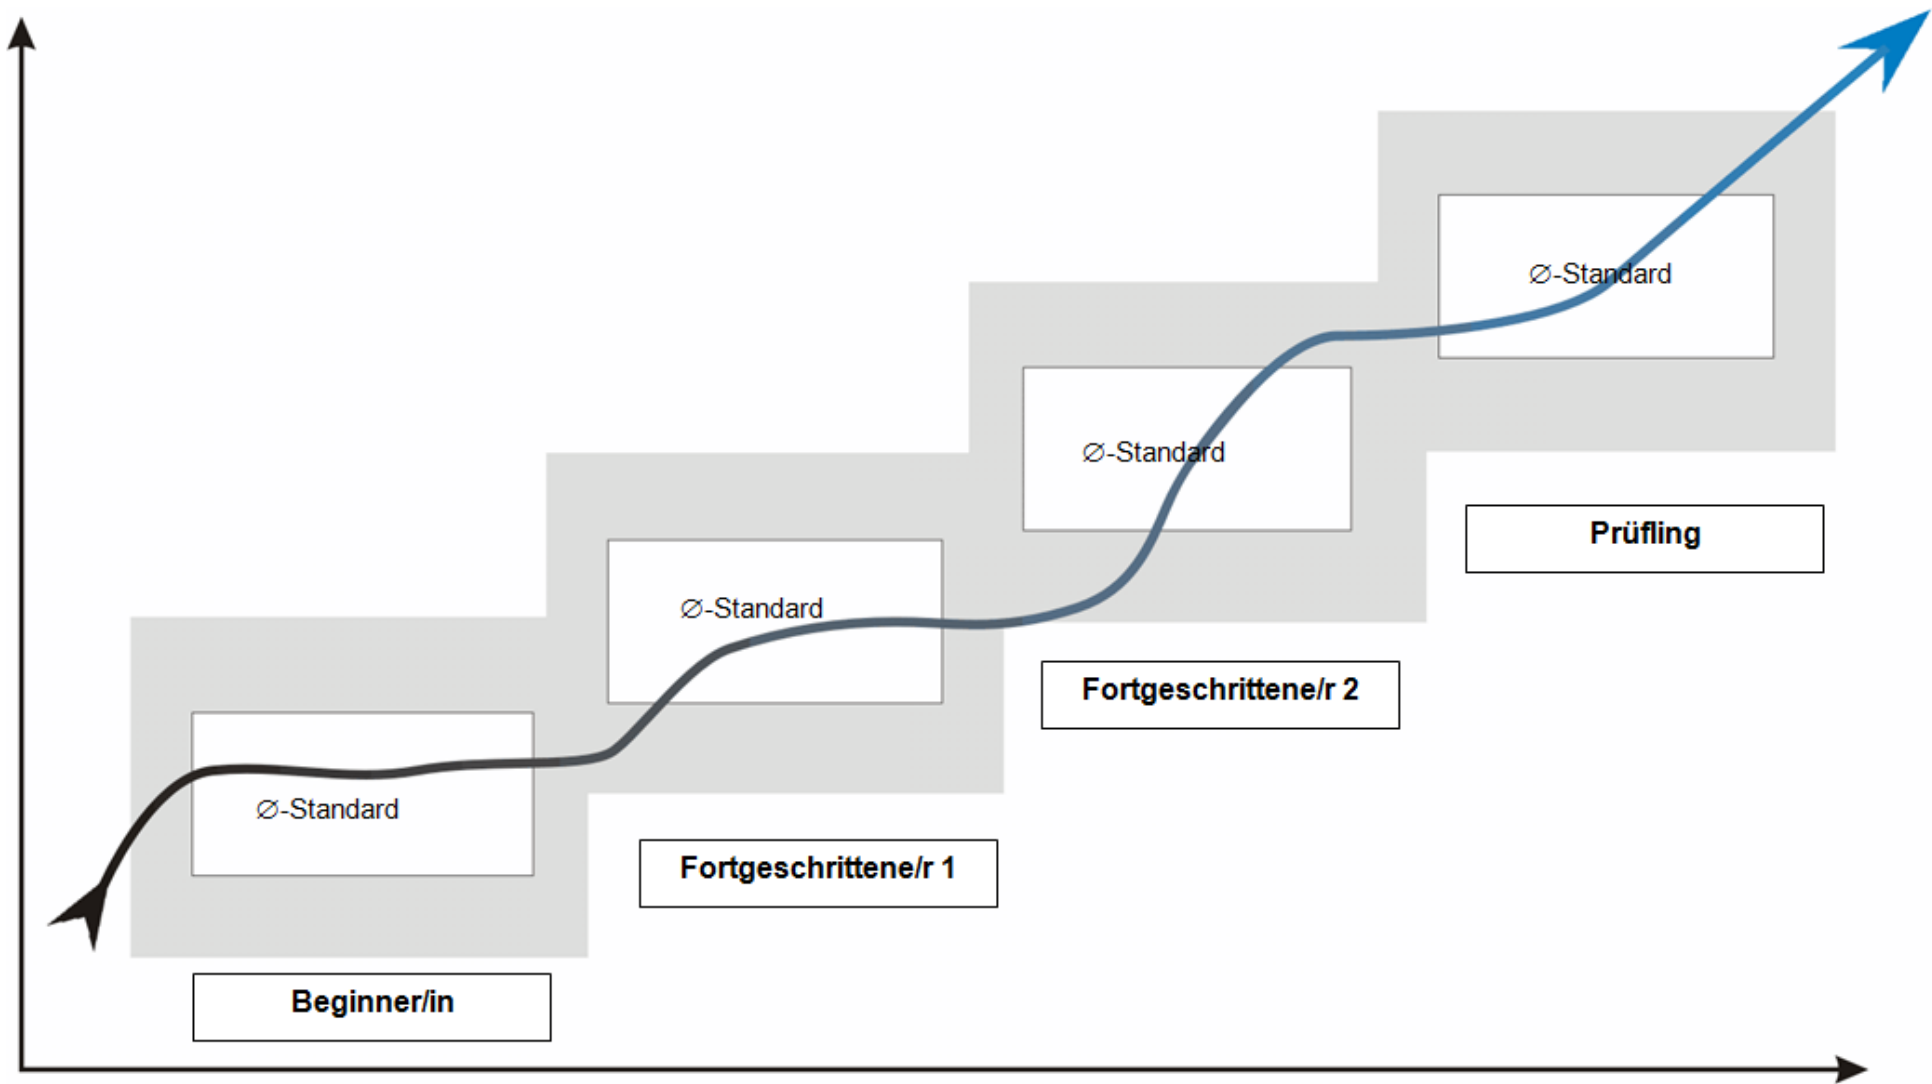 ∅-Standard
∅-Standard
Prüfling
∅-Standard
Fortgeschrittene/r 2
∅-Standard
Fortgeschrittene/r 1
Beginner/in